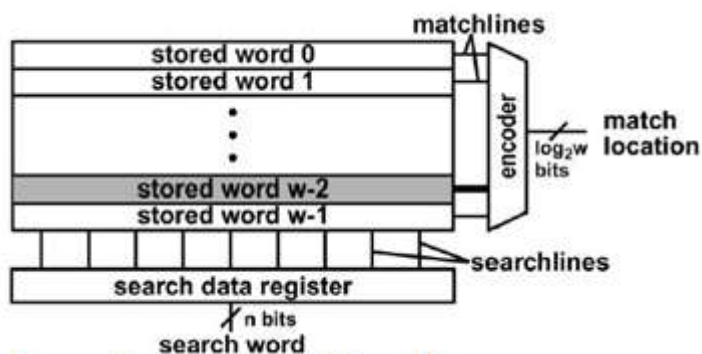 matchlines
stored word 0
stored word 1
encoder
match
location
log₂w
bits
stored word w-2
stored word w-1
searchlines
search data register
n bits
search word